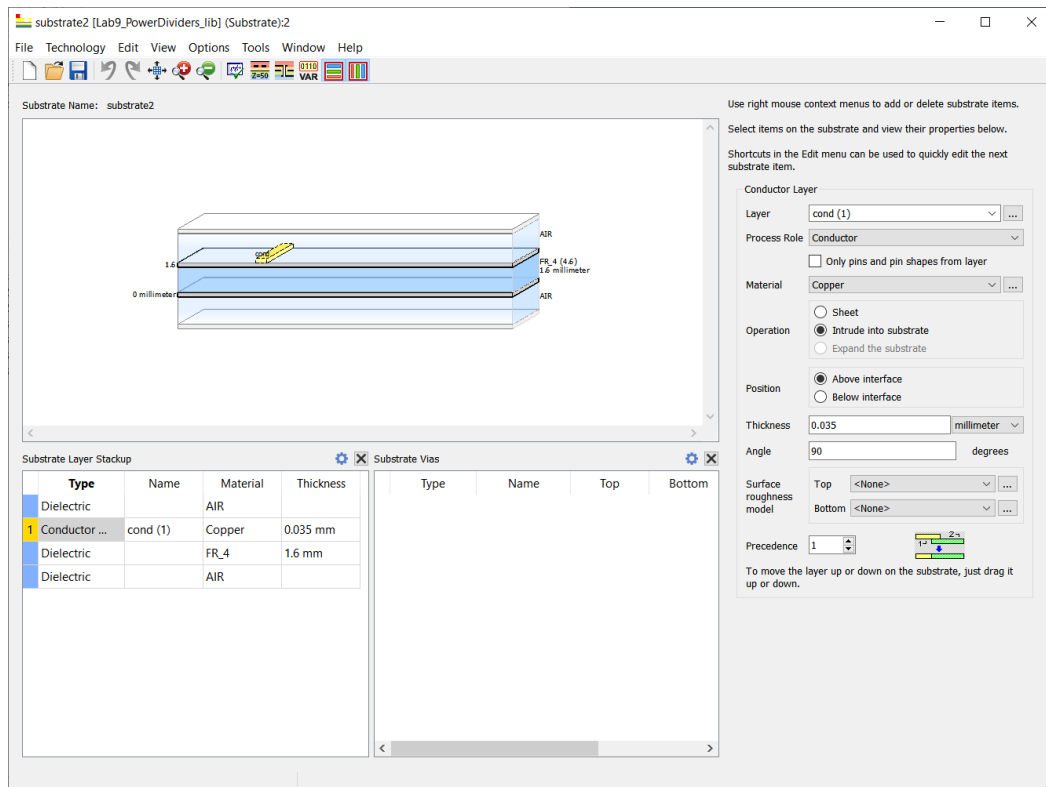 substrate2 [Lab9_PowerDividers_lib] (Substrate):2
File Technology Edit View Options Tools Window Help
Z=50
0110
VAR
Substrate Name: substrate2
AIR
cond
1.6
FR_4 (4.6)
1.6 millimeter
0 millimeter
AIR
Substrate Layer Stackup
Type Name Material Thickness
Dielectric AIR
1 Conductor ... cond (1) Copper 0.035 mm
Dielectric FR_4 1.6 mm
Dielectric AIR
Substrate Vias
Type Name Top Bottom
Use right mouse context menus to add or delete substrate items.
Select items on the substrate and view their properties below.
Shortcuts in the Edit menu can be used to quickly edit the next
substrate item.
Conductor Layer
Layer cond (1) ...
Process Role Conductor
Only pins and pin shapes from layer
Material Copper ...
Operation
Sheet
Intrude into substrate
Expand the substrate
Position
Above interface
Below interface
Thickness 0.035 millimeter
Angle 90 degrees
Surface
roughness
model
Top <None> ...
Bottom <None> ...
Precedence 1
1 2
To move the layer up or down on the substrate, just drag it
up or down.